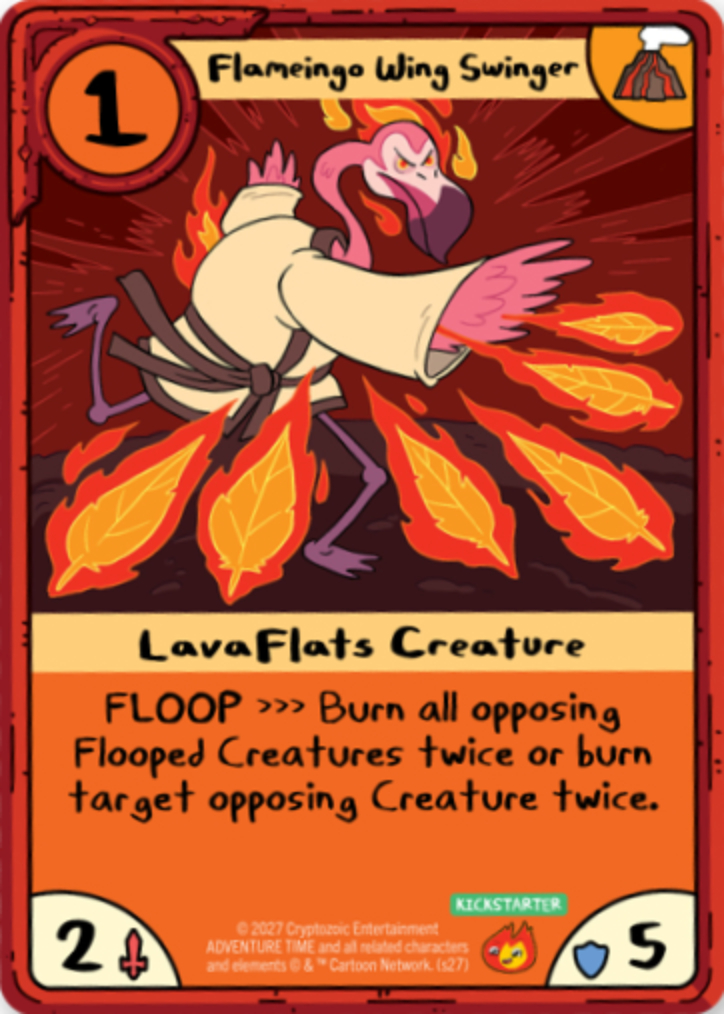 1
Flameingo Wing Swinger
LavaFlats Creature
FLOOP >>> Burn all opposing
Flooped Creatures twice or burn
target opposing Creature twice.
KICKSTARTER
© 2027 Cryptozoic Entertainment
ADVENTURE TIME and all related characters
and elements © & ™ Cartoon Network. (s27)
2
5